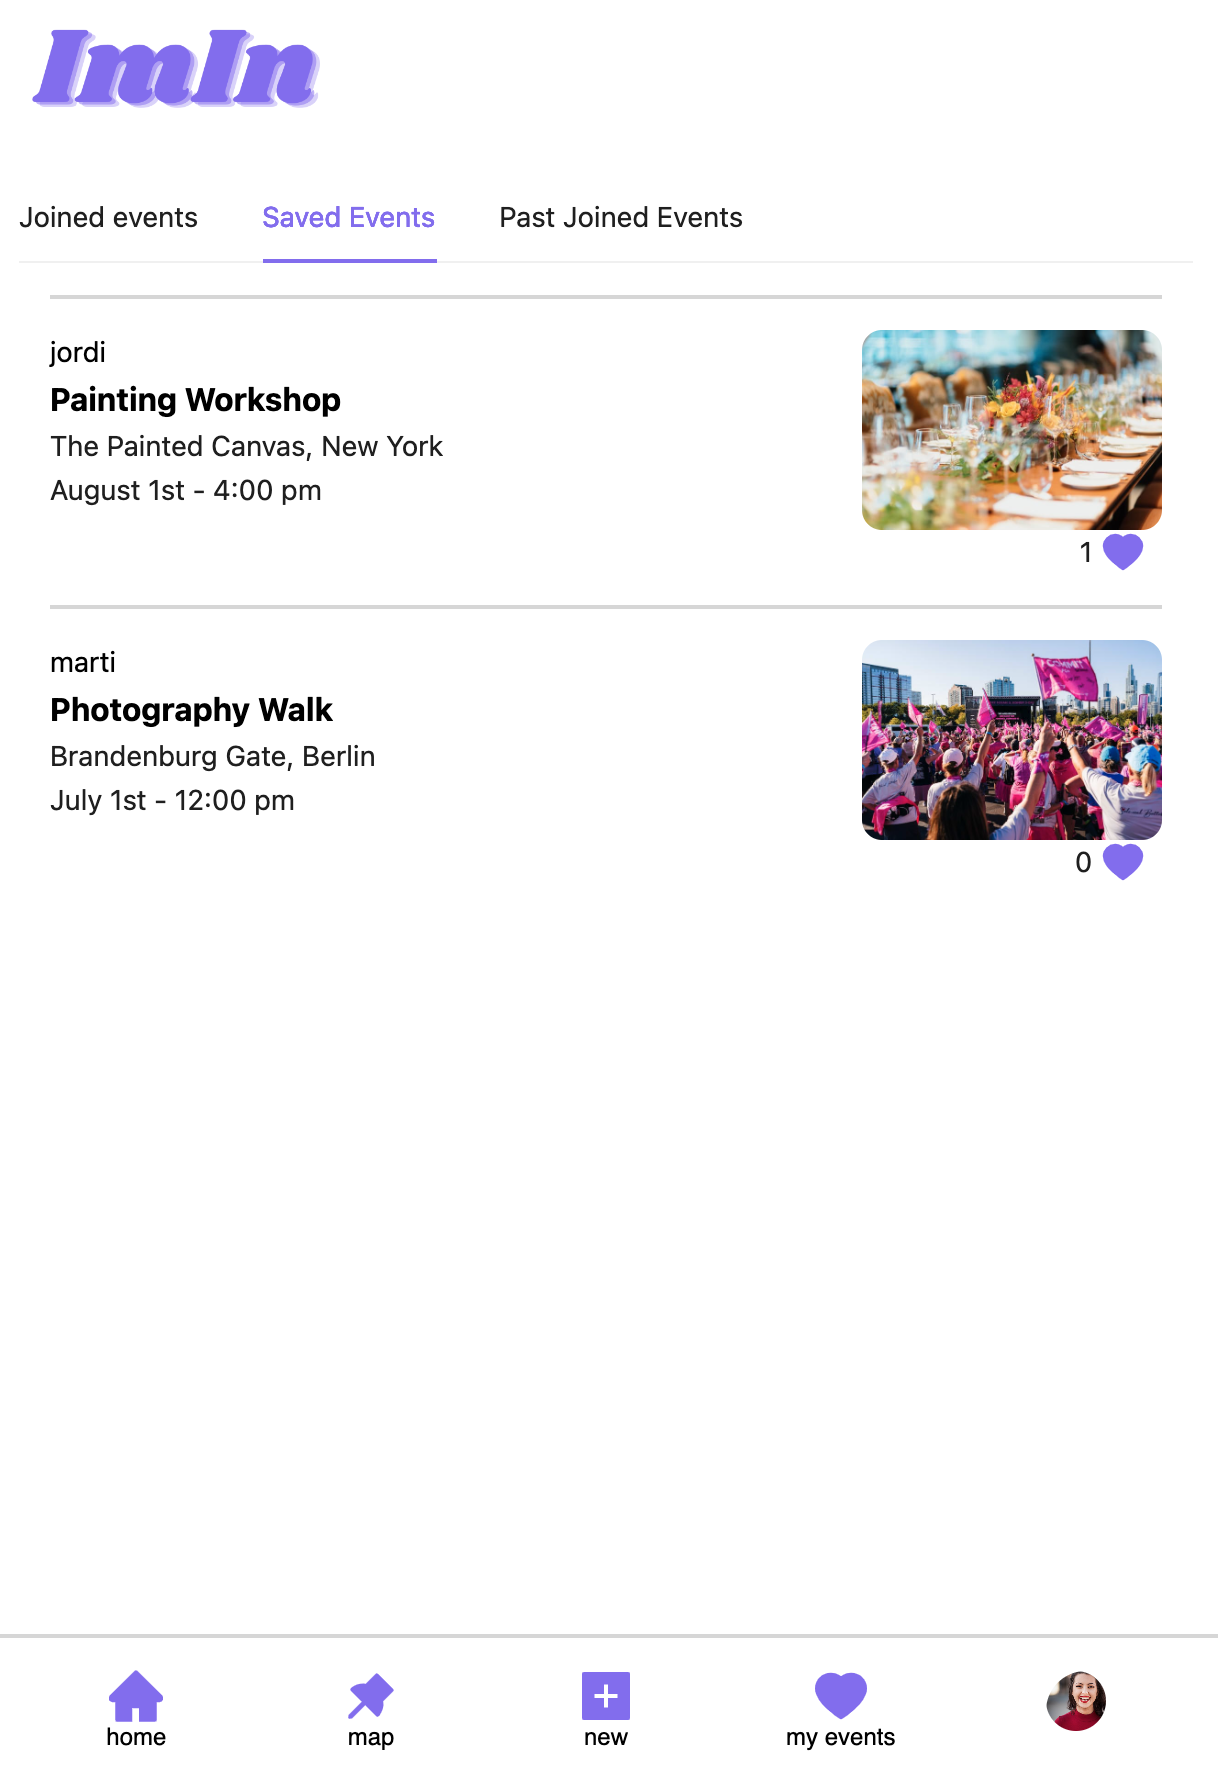 ImIn
Joined events
Saved Events
Past Joined Events
jordi
Painting Workshop
The Painted Canvas, New York
August 1st - 4:00 pm
1
marti
Photography Walk
Brandenburg Gate, Berlin
July 1st - 12:00 pm
0
home
map
new
my events